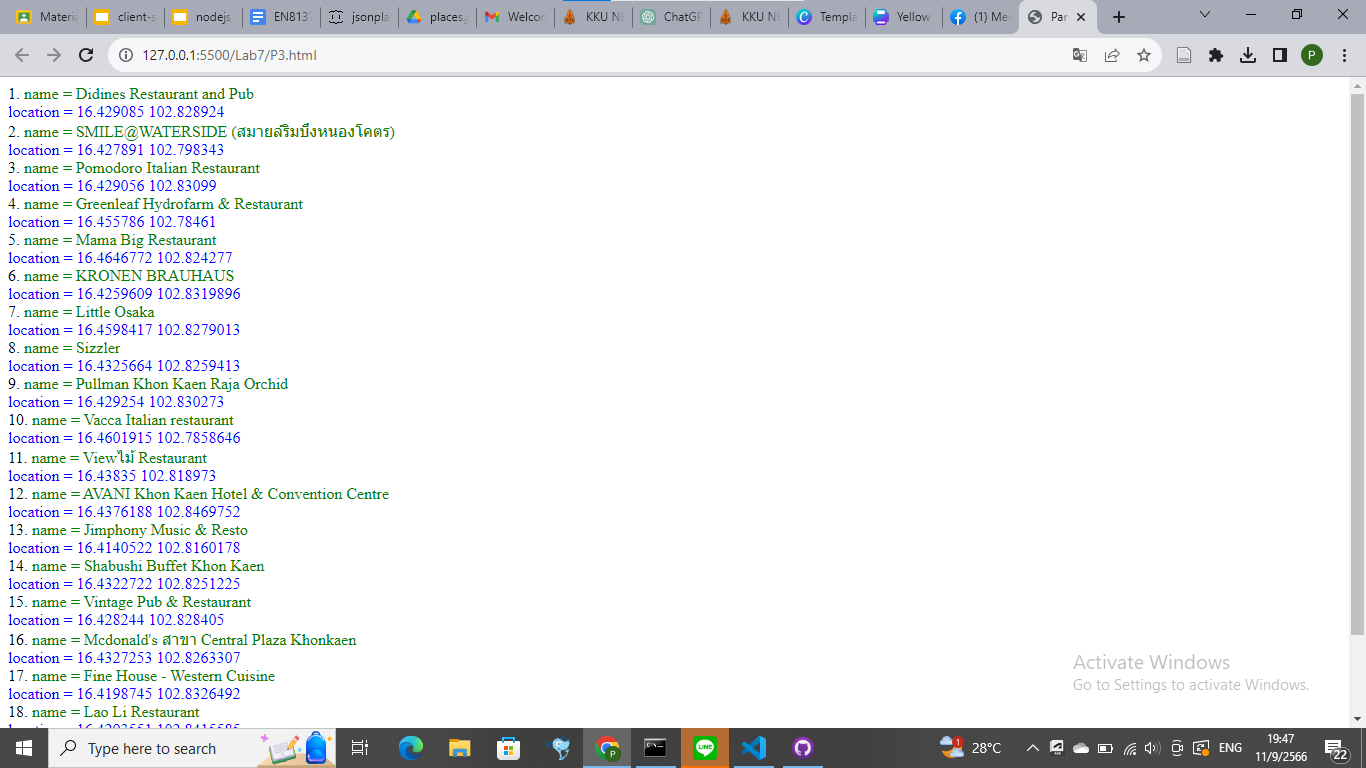 Materia
client-s
nodejs
EN8137
jsonpla
places.j
Welcon
KKU NE
ChatGP
KKU NE
Templa
Yellow
(1) Mes
Par
127.0.0.1:5500/Lab7/P3.html
P
1. name = Didines Restaurant and Pub
location = 16.429085 102.828924
2. name = SMILE@WATERSIDE (สมายล์ริมบึงหนองโคตร)
location = 16.427891 102.798343
3. name = Pomodoro Italian Restaurant
location = 16.429056 102.83099
4. name = Greenleaf Hydrofarm & Restaurant
location = 16.455786 102.78461
5. name = Mama Big Restaurant
location = 16.4646772 102.824277
6. name = KRONEN BRAUHAUS
location = 16.4259609 102.8319896
7. name = Little Osaka
location = 16.4598417 102.8279013
8. name = Sizzler
location = 16.4325664 102.8259413
9. name = Pullman Khon Kaen Raja Orchid
location = 16.429254 102.830273
10. name = Vacca Italian restaurant
location = 16.4601915 102.7858646
11. name = Viewไม้ Restaurant
location = 16.43835 102.818973
12. name = AVANI Khon Kaen Hotel & Convention Centre
location = 16.4376188 102.8469752
13. name = Jimphony Music & Resto
location = 16.4140522 102.8160178
14. name = Shabushi Buffet Khon Kaen
location = 16.4322722 102.8251225
15. name = Vintage Pub & Restaurant
location = 16.428244 102.828405
16. name = Mcdonald's สาขา Central Plaza Khonkaen
location = 16.4327253 102.8263307
17. name = Fine House - Western Cuisine
location = 16.4198745 102.8326492
18. name = Lao Li Restaurant
Activate Windows
Go to Settings to activate Windows.
Type here to search
1
28°C
ENG
19:47
11/9/2566
22